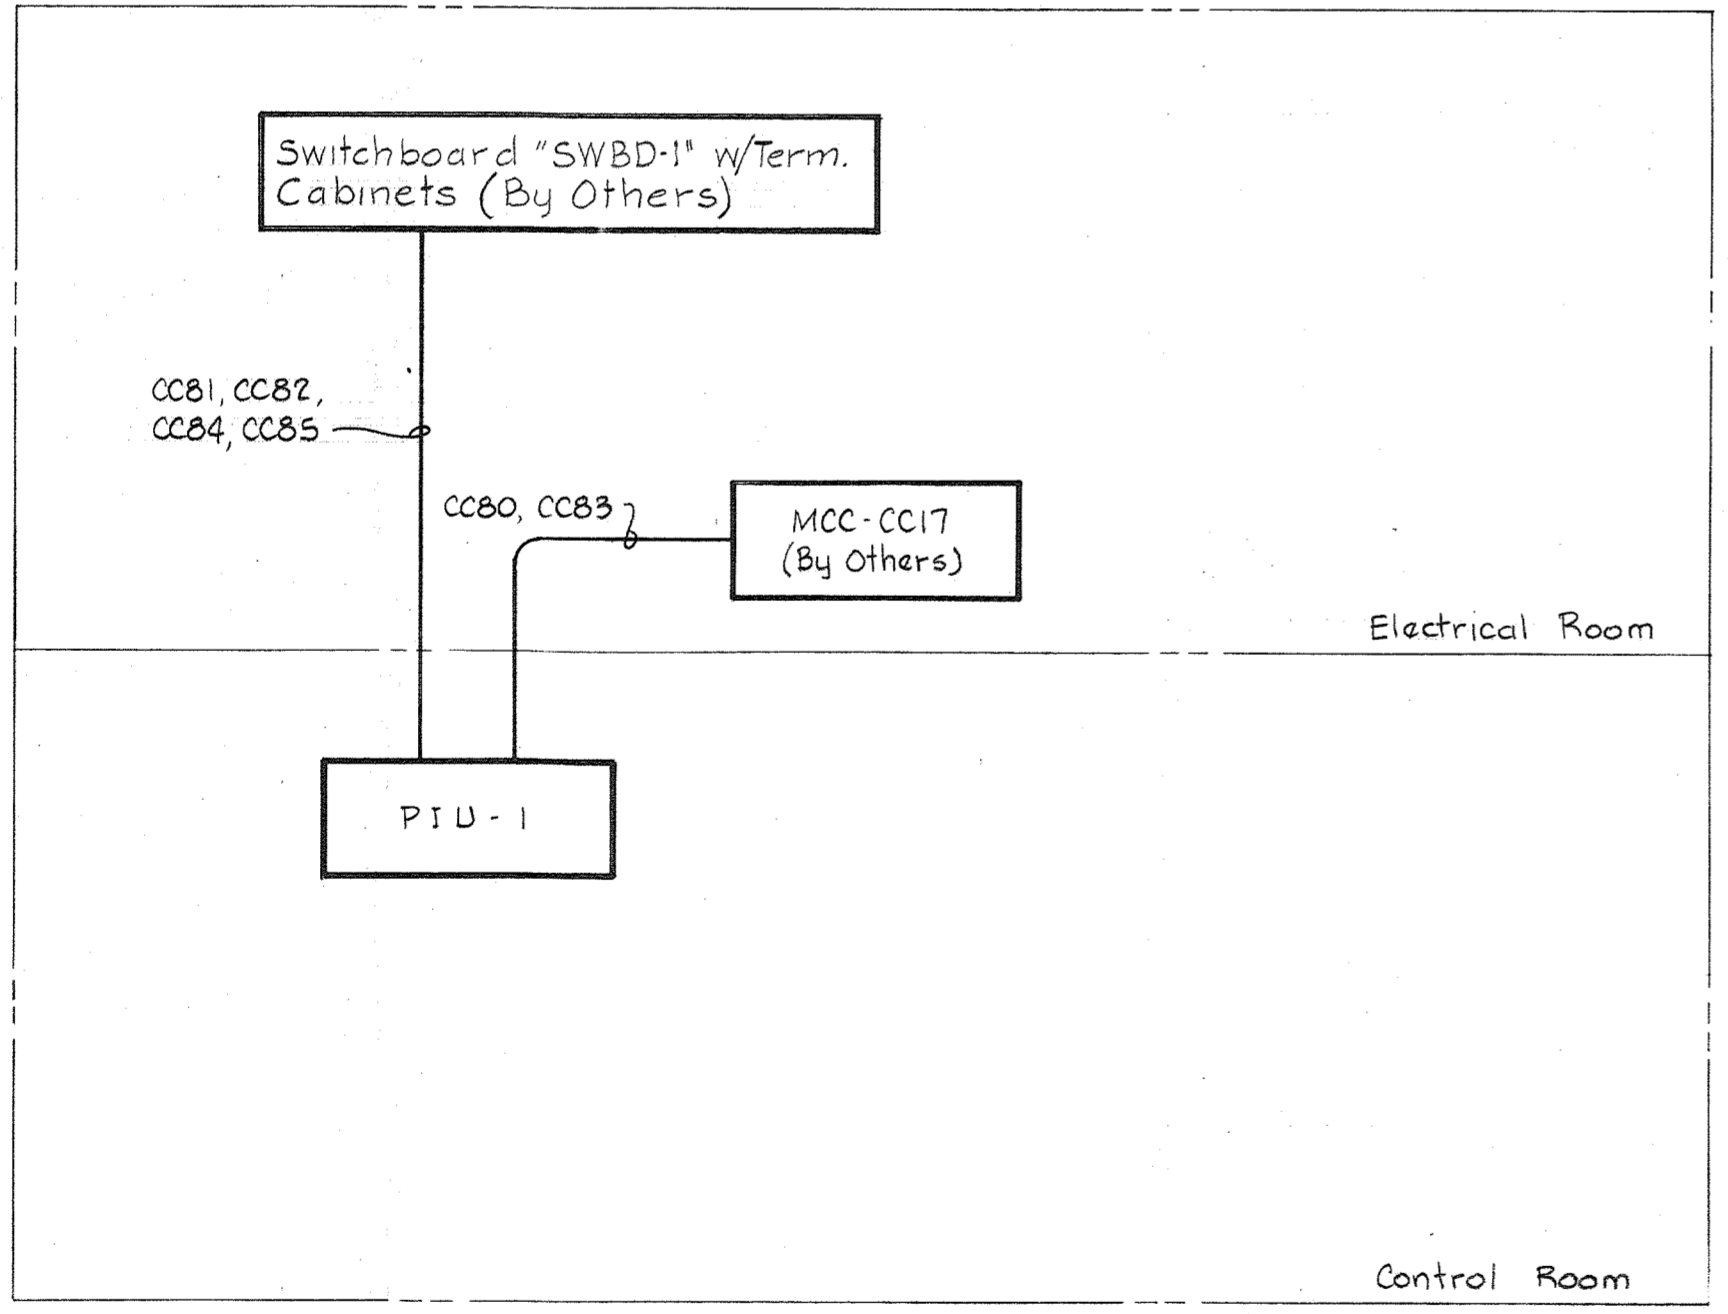 Switchboard "SWBD-1" w/Term.
Cabinets (By Others)
CC81, CC82,
CC84, CC85
CC80, CC83
MCC-CC17
(By Others)
Electrical Room
PIU-1
Control Room